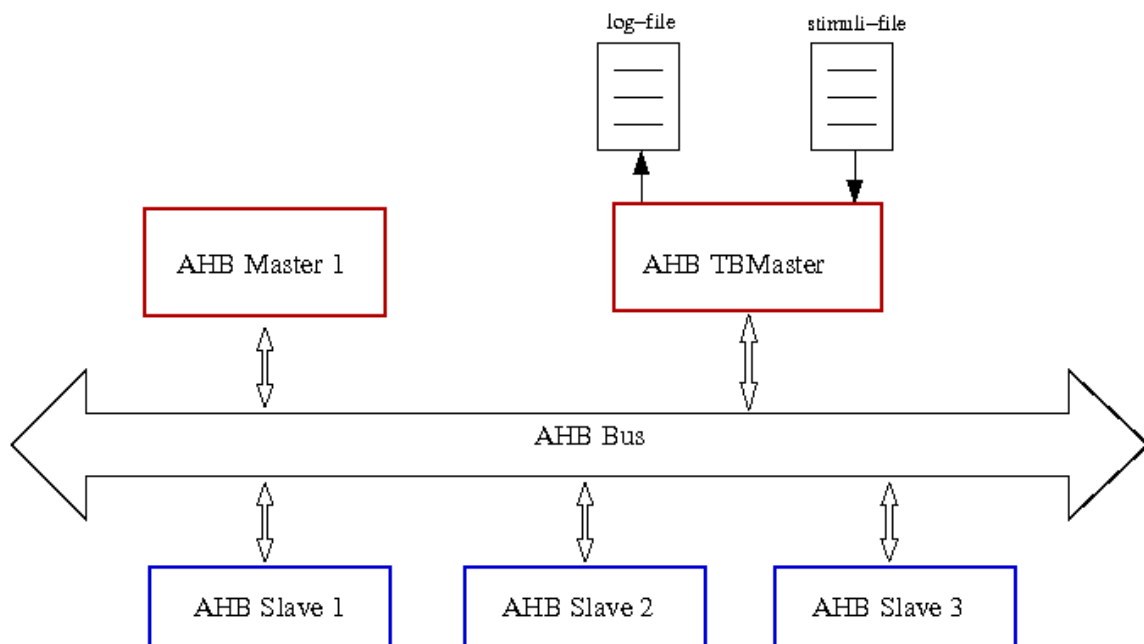 log–file
stimuli–file
AHB Master 1
AHB TBMaster
AHB Bus
AHB Slave 1
AHB Slave 2
AHB Slave 3